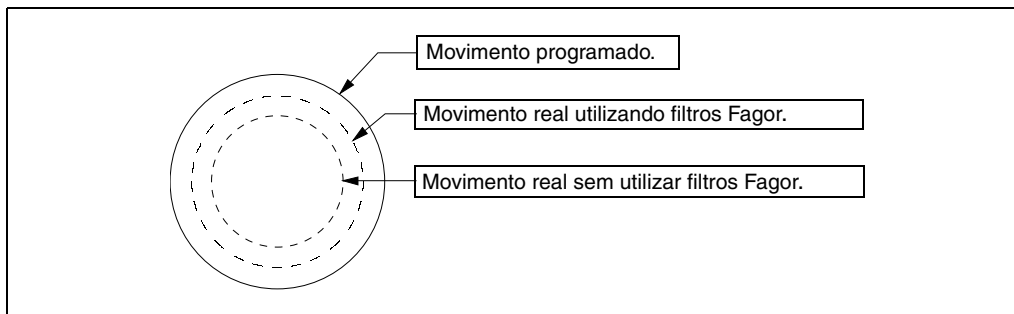 Movimento programado.
Movimento real utilizando filtros Fagor.
Movimento real sem utilizar filtros Fagor.